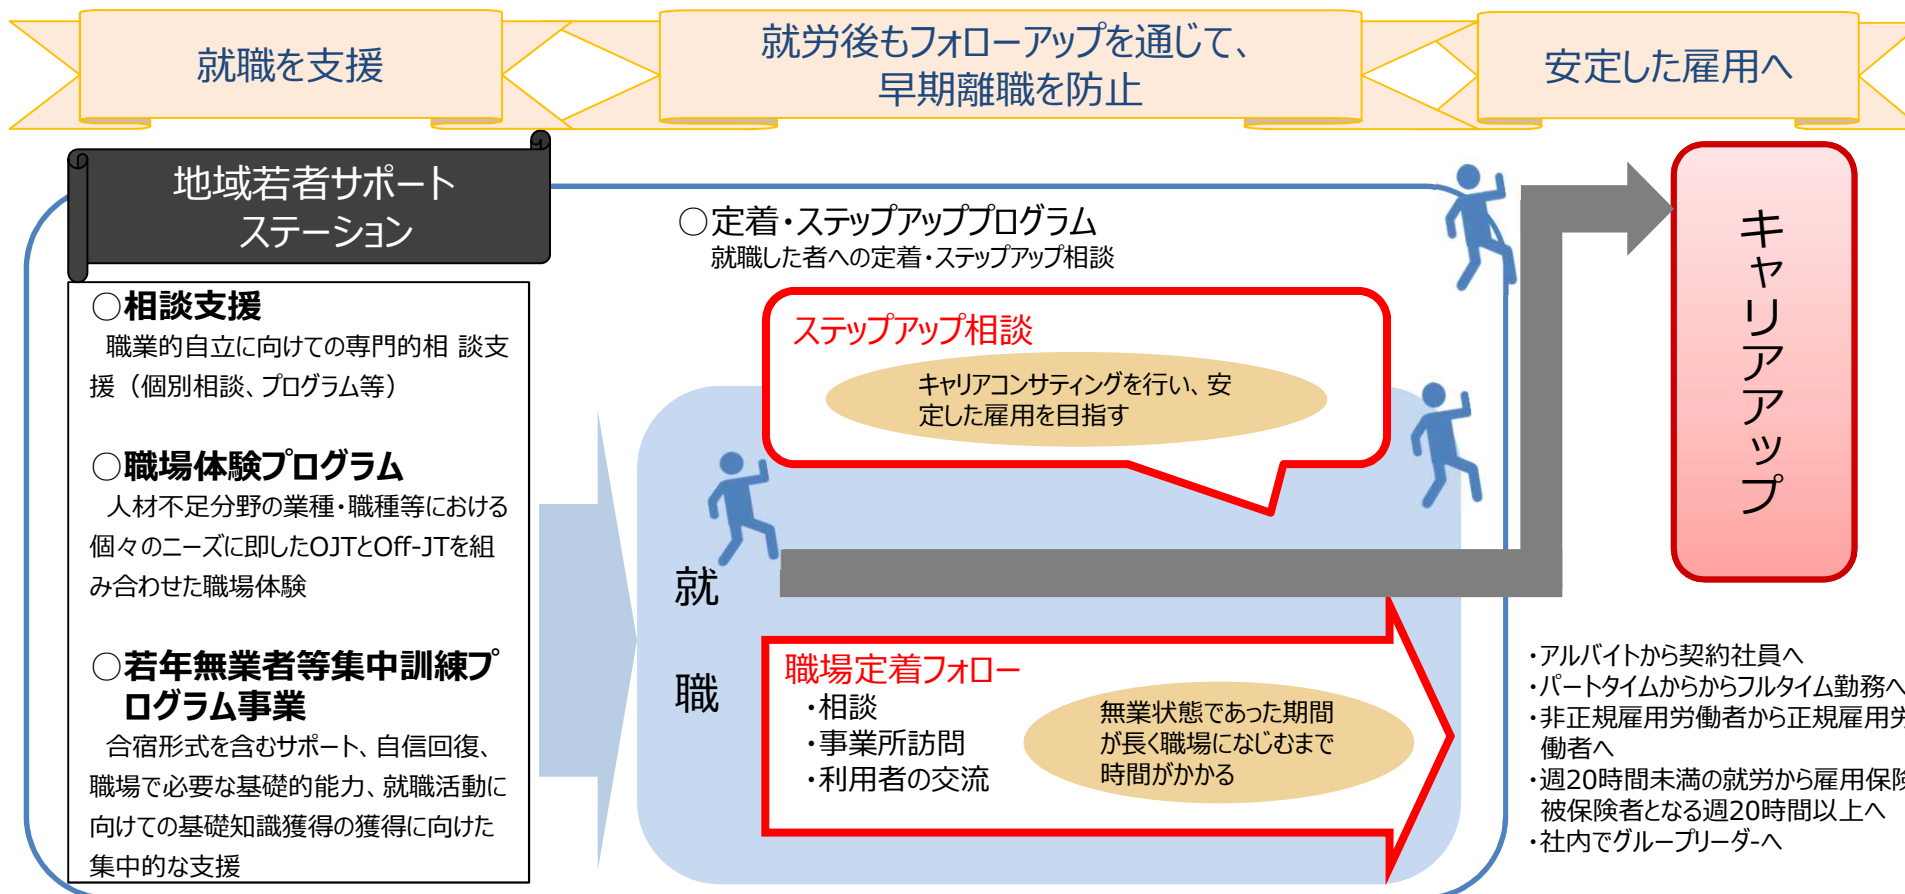 就職を支援
就労後もフォローアップを通じて、
早期離職を防止
安定した雇用へ
地域若者サポート
ステーション
○相談支援
職業的自立に向けての専門的相 談支
援（個別相談、プログラム等）
○職場体験プログラム
人材不足分野の業種・職種等における
個々のニーズに即したOJTとOff-JTを組
み合わせた職場体験
○若年無業者等集中訓練プ
ログラム事業
合宿形式を含むサポート、自信回復、
職場で必要な基礎的能力、就職活動に
向けての基礎知識獲得の獲得に向けた
集中的な支援
○定着・ステップアッププログラム
就職した者への定着・ステップアップ相談
ステップアップ相談
キャリアコンサティングを行い、安
定した雇用を目指す
就
職
職場定着フォロー
・相談
・事業所訪問
・利用者の交流
無業状態であった期間
が長く職場になじむまで
時間がかかる
キャリアアップ
・アルバイトから契約社員へ
・パートタイムからからフルタイム勤務へ
・非正規雇用労働者から正規雇用労
働者へ
・週20時間未満の就労から雇用保険
被保険者となる週20時間以上へ
・社内でグループリーダーへ